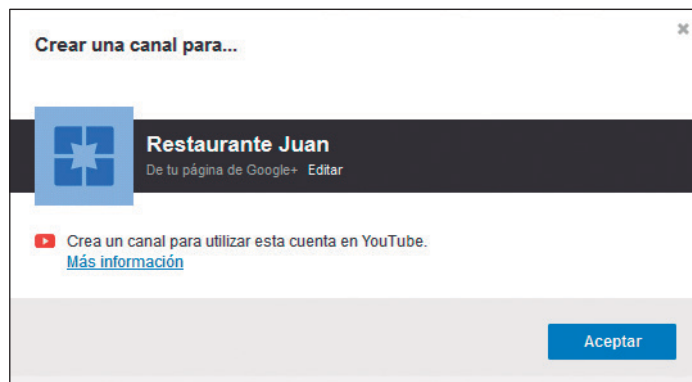 Crear una canal para...
Restaurante Juan
De tu página de Google+ Editar
Crea un canal para utilizar esta cuenta en YouTube.
Más información
Aceptar